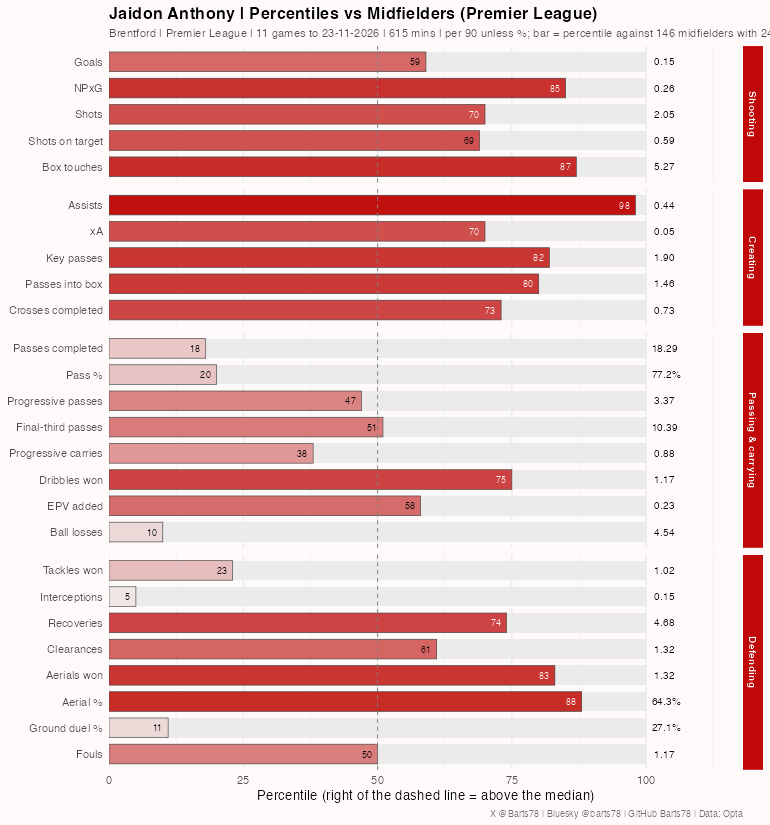 Jaidon Anthony | Percentiles vs Midfielders (Premier League)
Brentford | Premier League | 11 games to 23-11-2026 | 615 mins | per 90 unless %; bar = percentile against 146 midfielders with 24
Goals 59 0.15
NPxG 85 0.26
Shots 70 2.05
Shots on target 69 0.59
Box touches 87 5.27
Shooting
Assists 98 0.44
xA 70 0.05
Key passes 82 1.90
Passes into box 80 1.46
Crosses completed 73 0.73
Creating
Passes completed 18 18.29
Pass % 20 77.2%
Progressive passes 47 3.37
Final-third passes 51 10.39
Progressive carries 38 0.88
Dribbles won 75 1.17
EPV added 58 0.23
Ball losses 10 4.54
Passing & carrying
Tackles won 23 1.02
Interceptions 5 0.15
Recoveries 74 4.68
Clearances 61 1.32
Aerials won 83 1.32
Aerial % 88 64.3%
Ground duel % 11 27.1%
Fouls 50 1.17
Defending
0 25 50 75 100
Percentile (right of the dashed line = above the median)
X @Barts78 | Bluesky @barts78 | GitHub Barts78 | Data: Opta